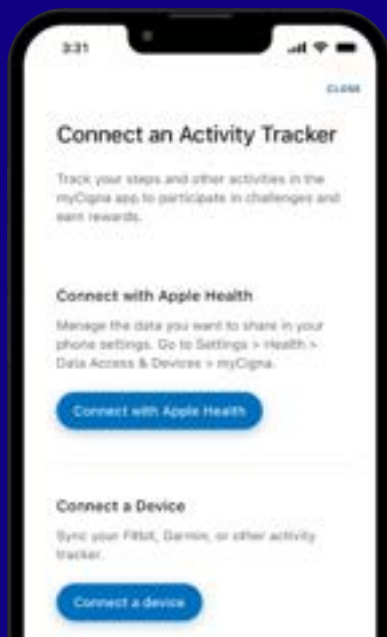 3:31
CLOSE
Connect an Activity Tracker
Track your steps and other activities in the
myCigna app to participate in challenges and
earn rewards.
Connect with Apple Health
Manage the data you want to share in your
phone settings. Go to Settings > Health >
Data Access & Devices > myCigna.
Connect with Apple Health
Connect a Device
Sync your Fitbit, Garmin, or other activity
tracker.
Connect a device